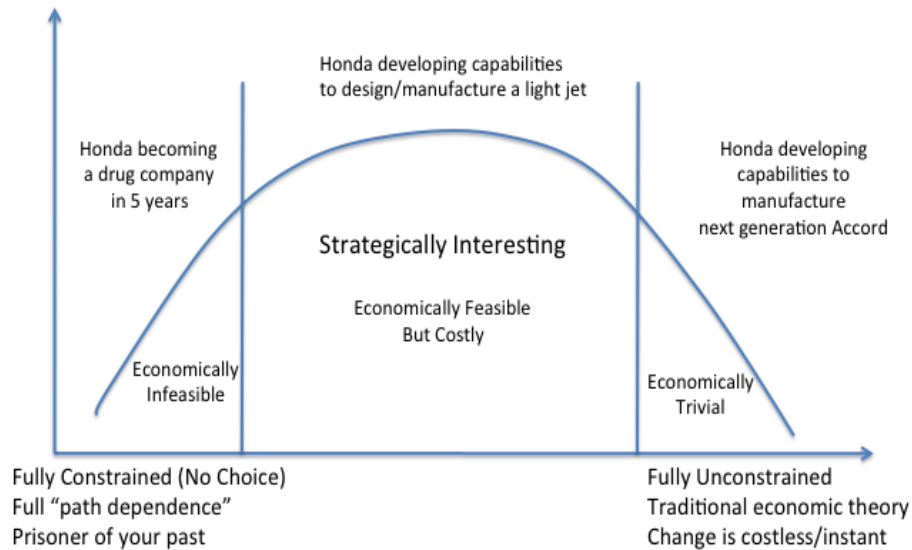 Honda developing capabilities
to design/manufacture a light jet
Honda becoming
a drug company
in 5 years
Honda developing
capabilities to
manufacture
next generation Accord
Strategically Interesting
Economically Feasible
But Costly
Economically
Infeasible
Economically
Trivial
Fully Constrained (No Choice)
Full “path dependence”
Prisoner of your past
Fully Unconstrained
Traditional economic theory
Change is costless/instant